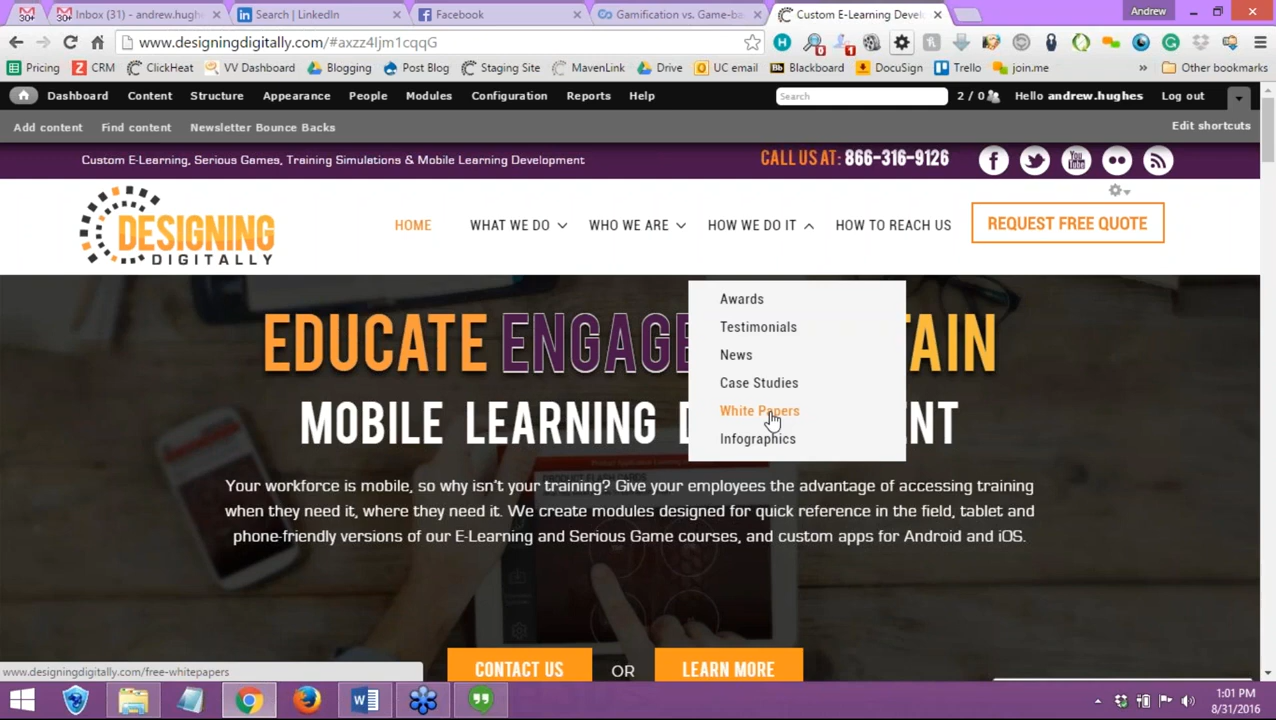 30+
30+
Inbox (31) - andrew.hugh
Search | LinkedIn
Facebook
Gamification vs. Game-ba
Custom E-Learning Devel
Andrew
www.designingdigitally.com/#axzz4Ijm1cqqG
Pricing
CRM
ClickHeat
VV Dashboard
Blogging
Post Blog
Staging Site
MavenLink
Drive
UC email
Bb Blackboard
DocuSign
Trello
join.me
»
Other bookmarks
Dashboard
Content
Structure
Appearance
People
Modules
Configuration
Reports
Help
Search
2 / 0
Hello andrew.hughes
Log out
Add content
Find content
Newsletter Bounce Backs
Edit shortcuts
Custom E-Learning, Serious Games, Training Simulations & Mobile Learning Development
CALL US AT: 866-316-9126
DESIGNING
DIGITALLY
HOME
WHAT WE DO
WHO WE ARE
HOW WE DO IT
HOW TO REACH US
REQUEST FREE QUOTE
Awards
Testimonials
News
Case Studies
White Papers
Infographics
EDUCATE ENGAGE TAIN
MOBILE LEARNING D ENT
Your workforce is mobile, so why isn't your training? Give your employees the advantage of accessing training
when they need it, where they need it. We create modules designed for quick reference in the field, tablet and
phone-friendly versions of our E-Learning and Serious Game courses, and custom apps for Android and iOS.
CONTACT US
OR
LEARN MORE
www.designingdigitally.com/free-whitepapers
1:01 PM
8/31/2016